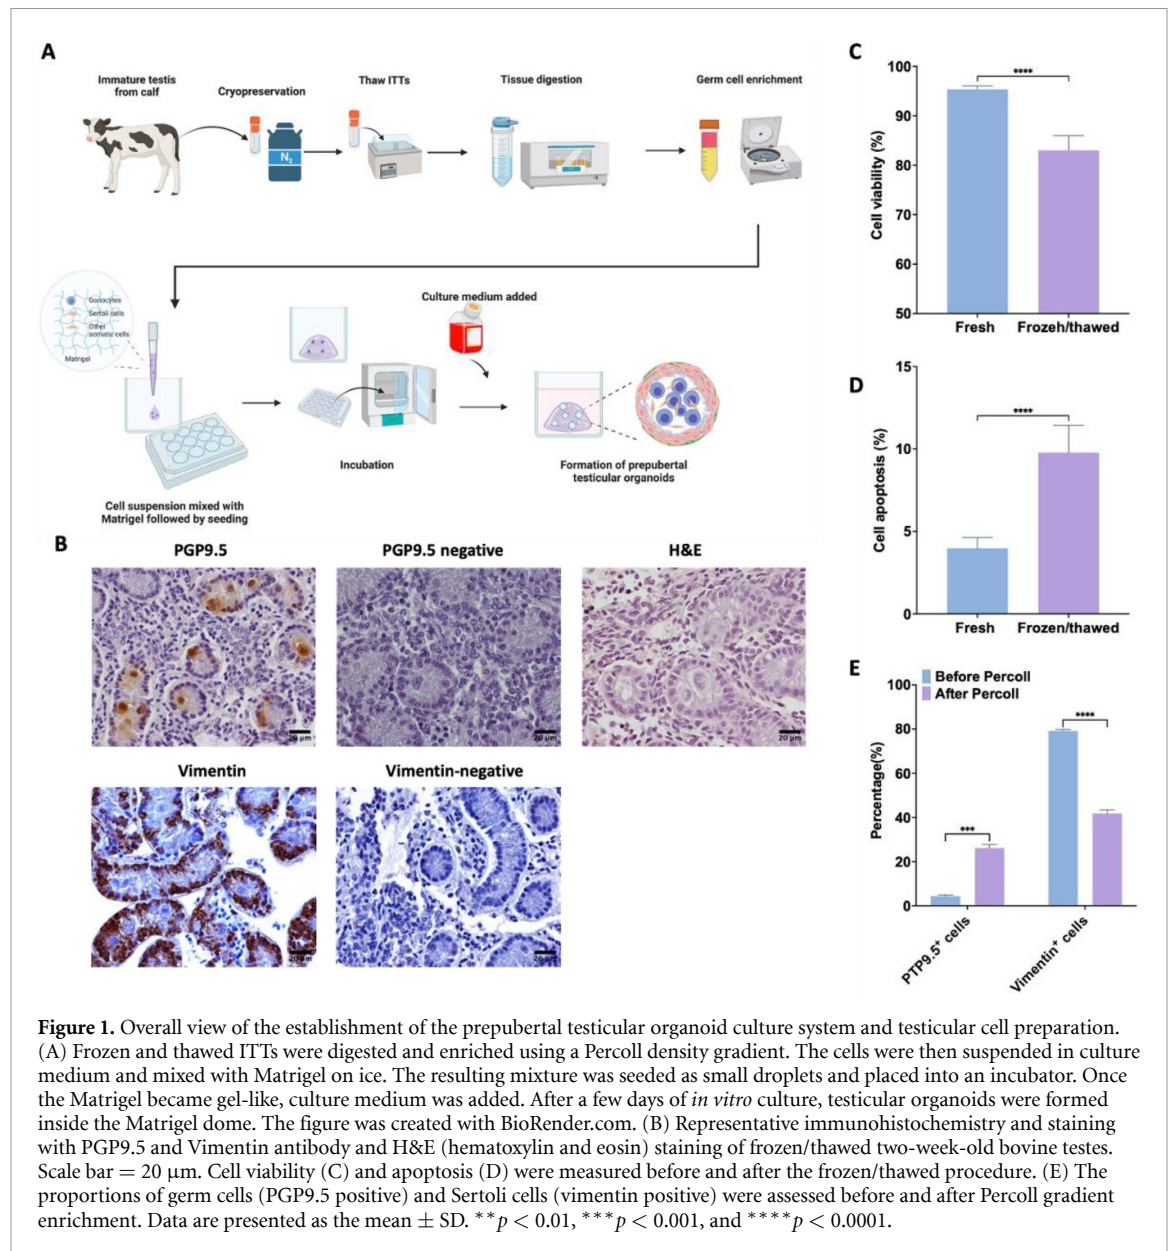 A
Immature testis
from calf
Cryopreservation
Thaw ITTs
Tissue digestion
Germ cell enrichment
N2
Gonocytes
Sertoli cells
Other
somatic cells
Matrigel
Culture medium added
Incubation
Formation of prepubertal
testicular organoids
Cell suspension mixed with
Matrigel followed by seeding
B
PGP9.5
PGP9.5 negative
H&E
20 μm
20 μm
20 μm
Vimentin
Vimentin-negative
20 μm
20 μm
C
Cell viability (%)
100
90
80
70
60
50
****
Fresh
Frozeh/thawed
D
Cell apoptosis (%)
15
10
5
0
****
Fresh
Frozen/thawed
E
Before Percoll
After Percoll
Percentage(%)
100
80
60
40
20
0
***
****
PTP9.5+ cells
Vimentin+ cells
Figure 1. Overall view of the establishment of the prepubertal testicular organoid culture system and testicular cell preparation.
(A) Frozen and thawed ITTs were digested and enriched using a Percoll density gradient. The cells were then suspended in culture
medium and mixed with Matrigel on ice. The resulting mixture was seeded as small droplets and placed into an incubator. Once
the Matrigel became gel-like, culture medium was added. After a few days of in vitro culture, testicular organoids were formed
inside the Matrigel dome. The figure was created with BioRender.com. (B) Representative immunohistochemistry and staining
with PGP9.5 and Vimentin antibody and H&E (hematoxylin and eosin) staining of frozen/thawed two-week-old bovine testes.
Scale bar = 20 μm. Cell viability (C) and apoptosis (D) were measured before and after the frozen/thawed procedure. (E) The
proportions of germ cells (PGP9.5 positive) and Sertoli cells (vimentin positive) were assessed before and after Percoll gradient
enrichment. Data are presented as the mean ± SD. **p < 0.01, ***p < 0.001, and ****p < 0.0001.